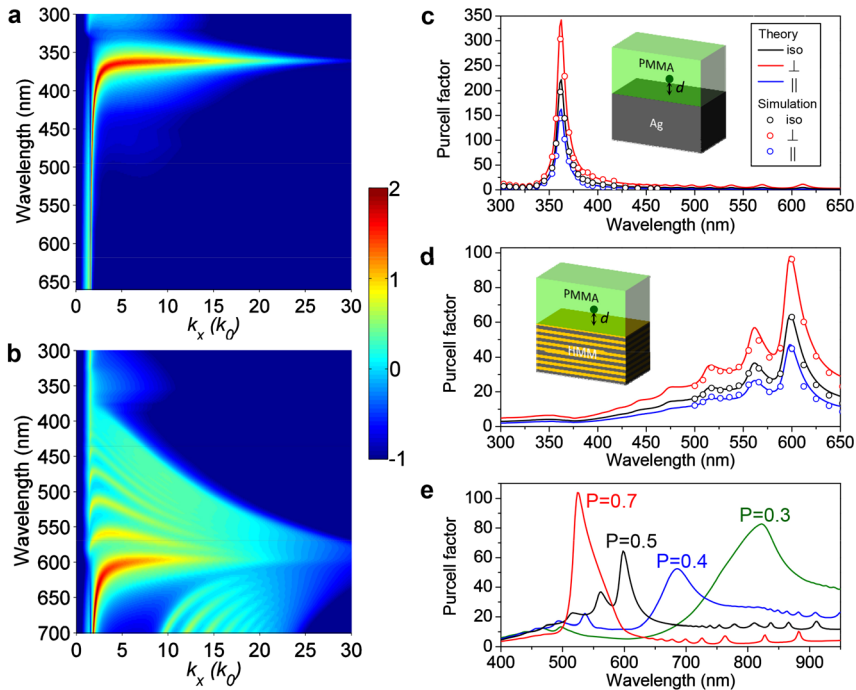 a
300
350
400
450
500
550
600
650
Wavelength (nm)
0 5 10 15 20 25 30
kₓ (k₀)
2
1
0
-1
b
300
350
400
450
500
550
600
650
700
Wavelength (nm)
0 5 10 15 20 25 30
kₓ (k₀)
c
350
300
250
200
150
100
50
0
Purcell factor
PMMA
d
Ag
Theory
iso
⊥
||
Simulation
iso
⊥
||
300 350 400 450 500 550 600 650
Wavelength (nm)
d
100
80
60
40
20
0
Purcell factor
PMMA
d
HMM
300 350 400 450 500 550 600 650
Wavelength (nm)
e
100
80
60
40
20
0
Purcell factor
P=0.7
P=0.5
P=0.4
P=0.3
400 500 600 700 800 900
Wavelength (nm)